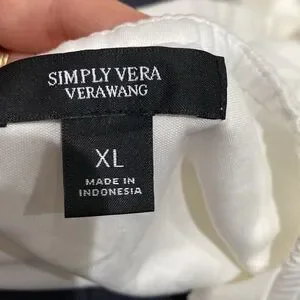 SIMPLY VERA
VERAWANG
XL
MADE IN
INDONESIA